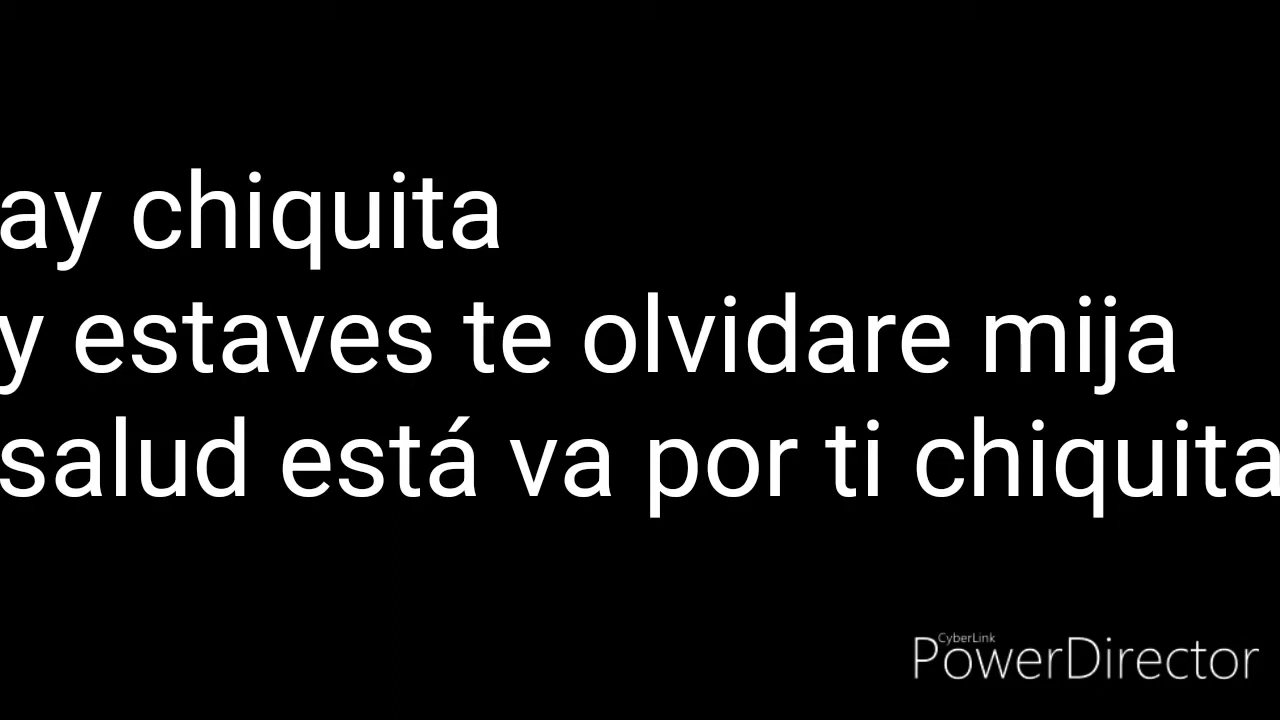 ay chiquita
y estaves te olvidare mija
salud está va por ti chiquita
CyberLink
PowerDirector